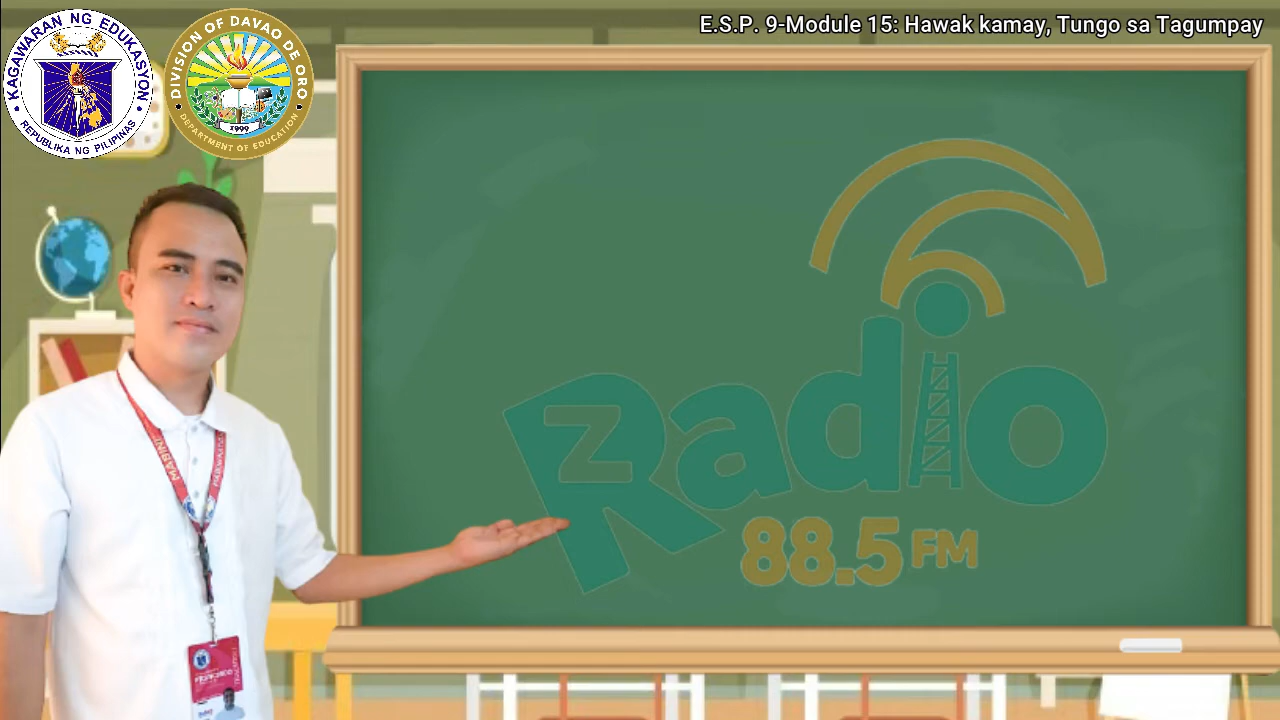 E.S.P. 9-Module 15: Hawak kamay, Tungo sa Tagumpay
KAGAWARAN NG EDUKASYON
REPUBLIKA NG PILIPINAS
DIVISION OF DAVAO DE ORO
1999
DEPARTMENT OF EDUCATION
Radio
88.5 FM
MABINI